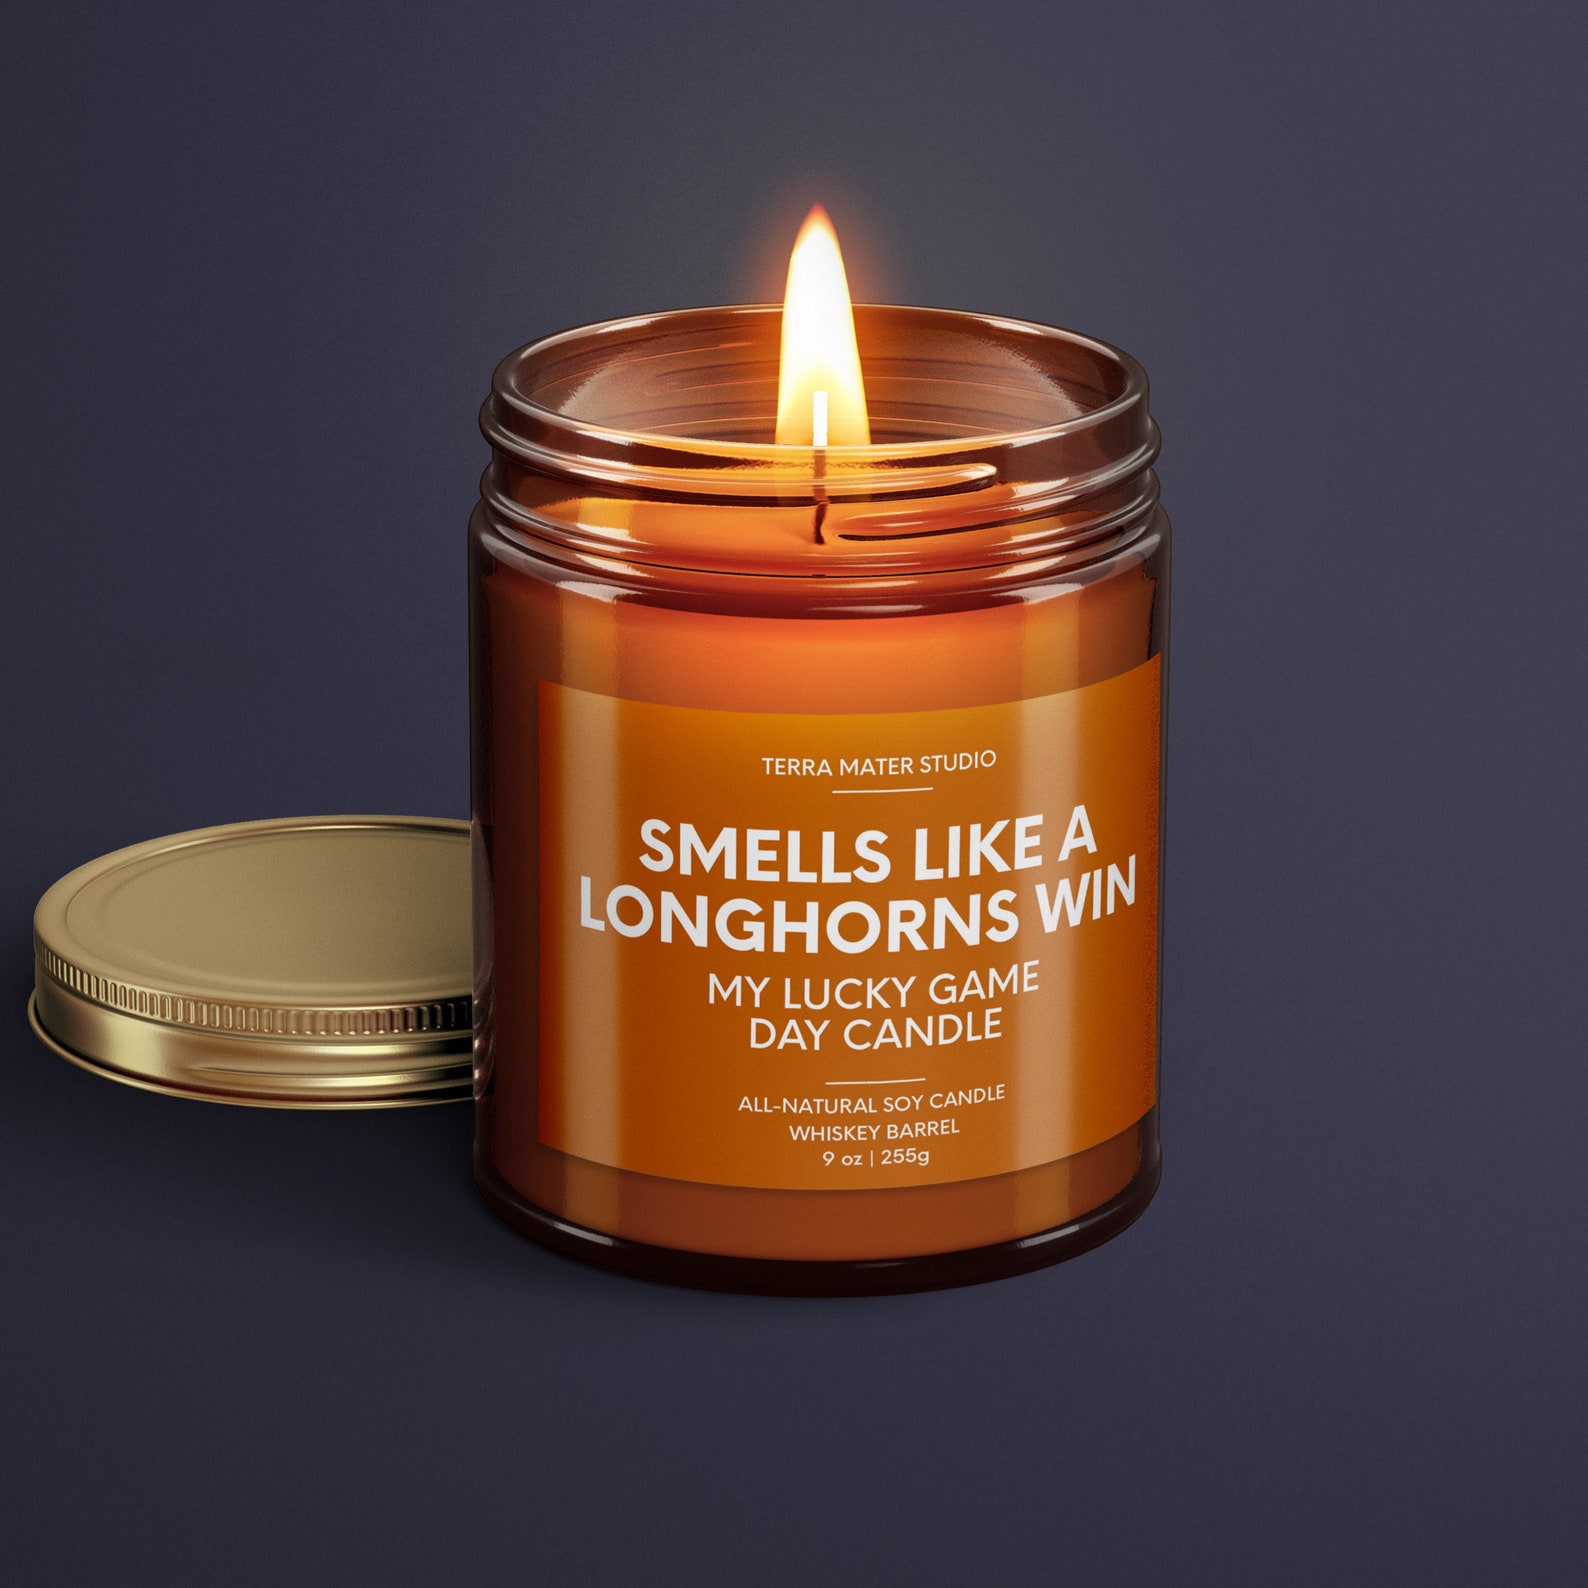 TERRA MATER STUDIO
SMELLS LIKE A
LONGHORNS WIN
MY LUCKY GAME
DAY CANDLE
ALL-NATURAL SOY CANDLE
WHISKEY BARREL
9 oz | 255g